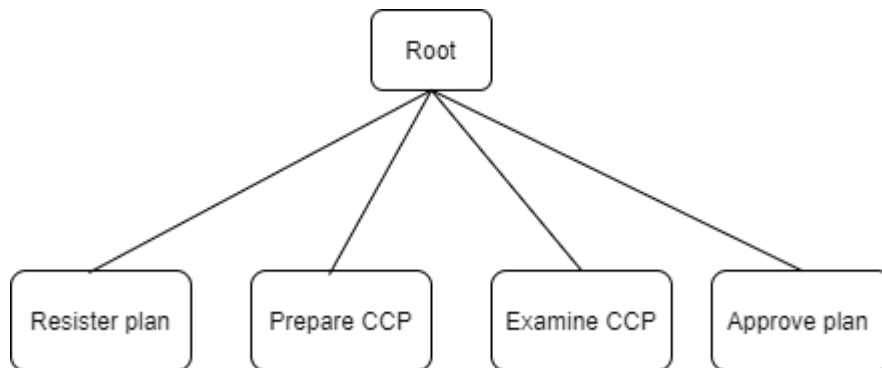 Root
Resister plan
Prepare CCP
Examine CCP
Approve plan